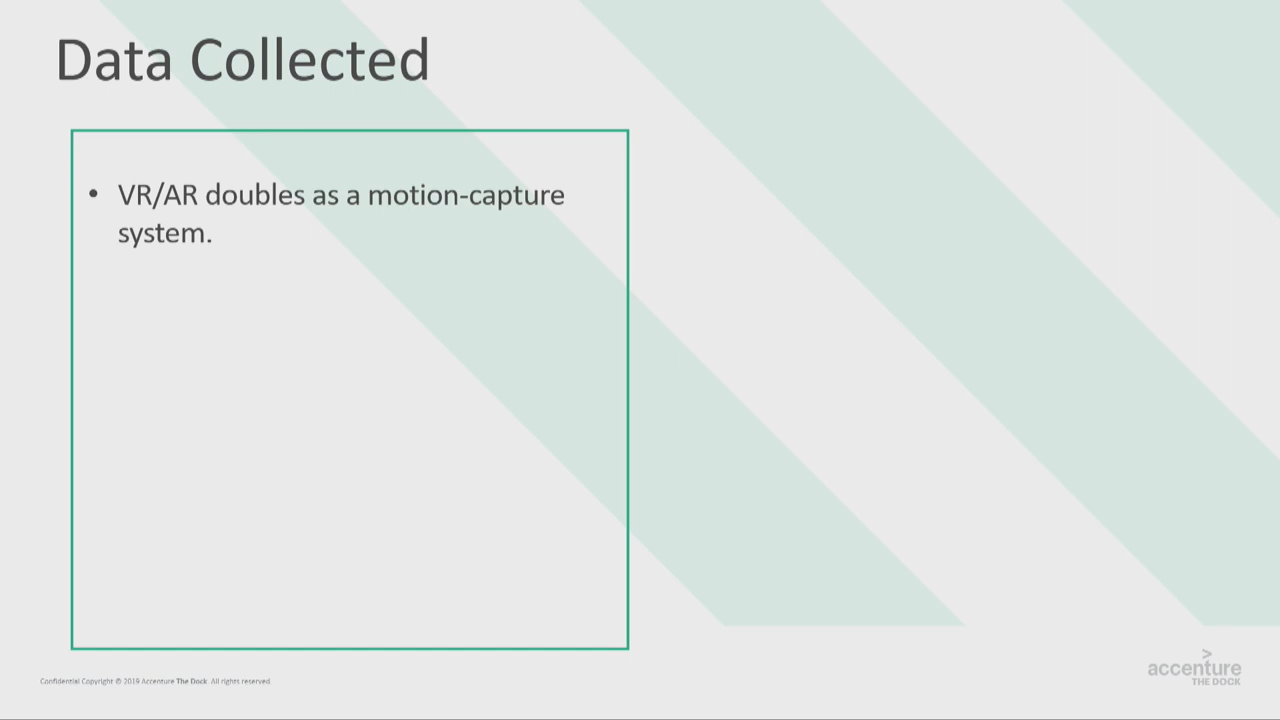 Data Collected
• VR/AR doubles as a motion-capture
system.
Confidential Copyright © 2019 Accenture The Dock. All rights reserved.
>
accenture
THE DOCK